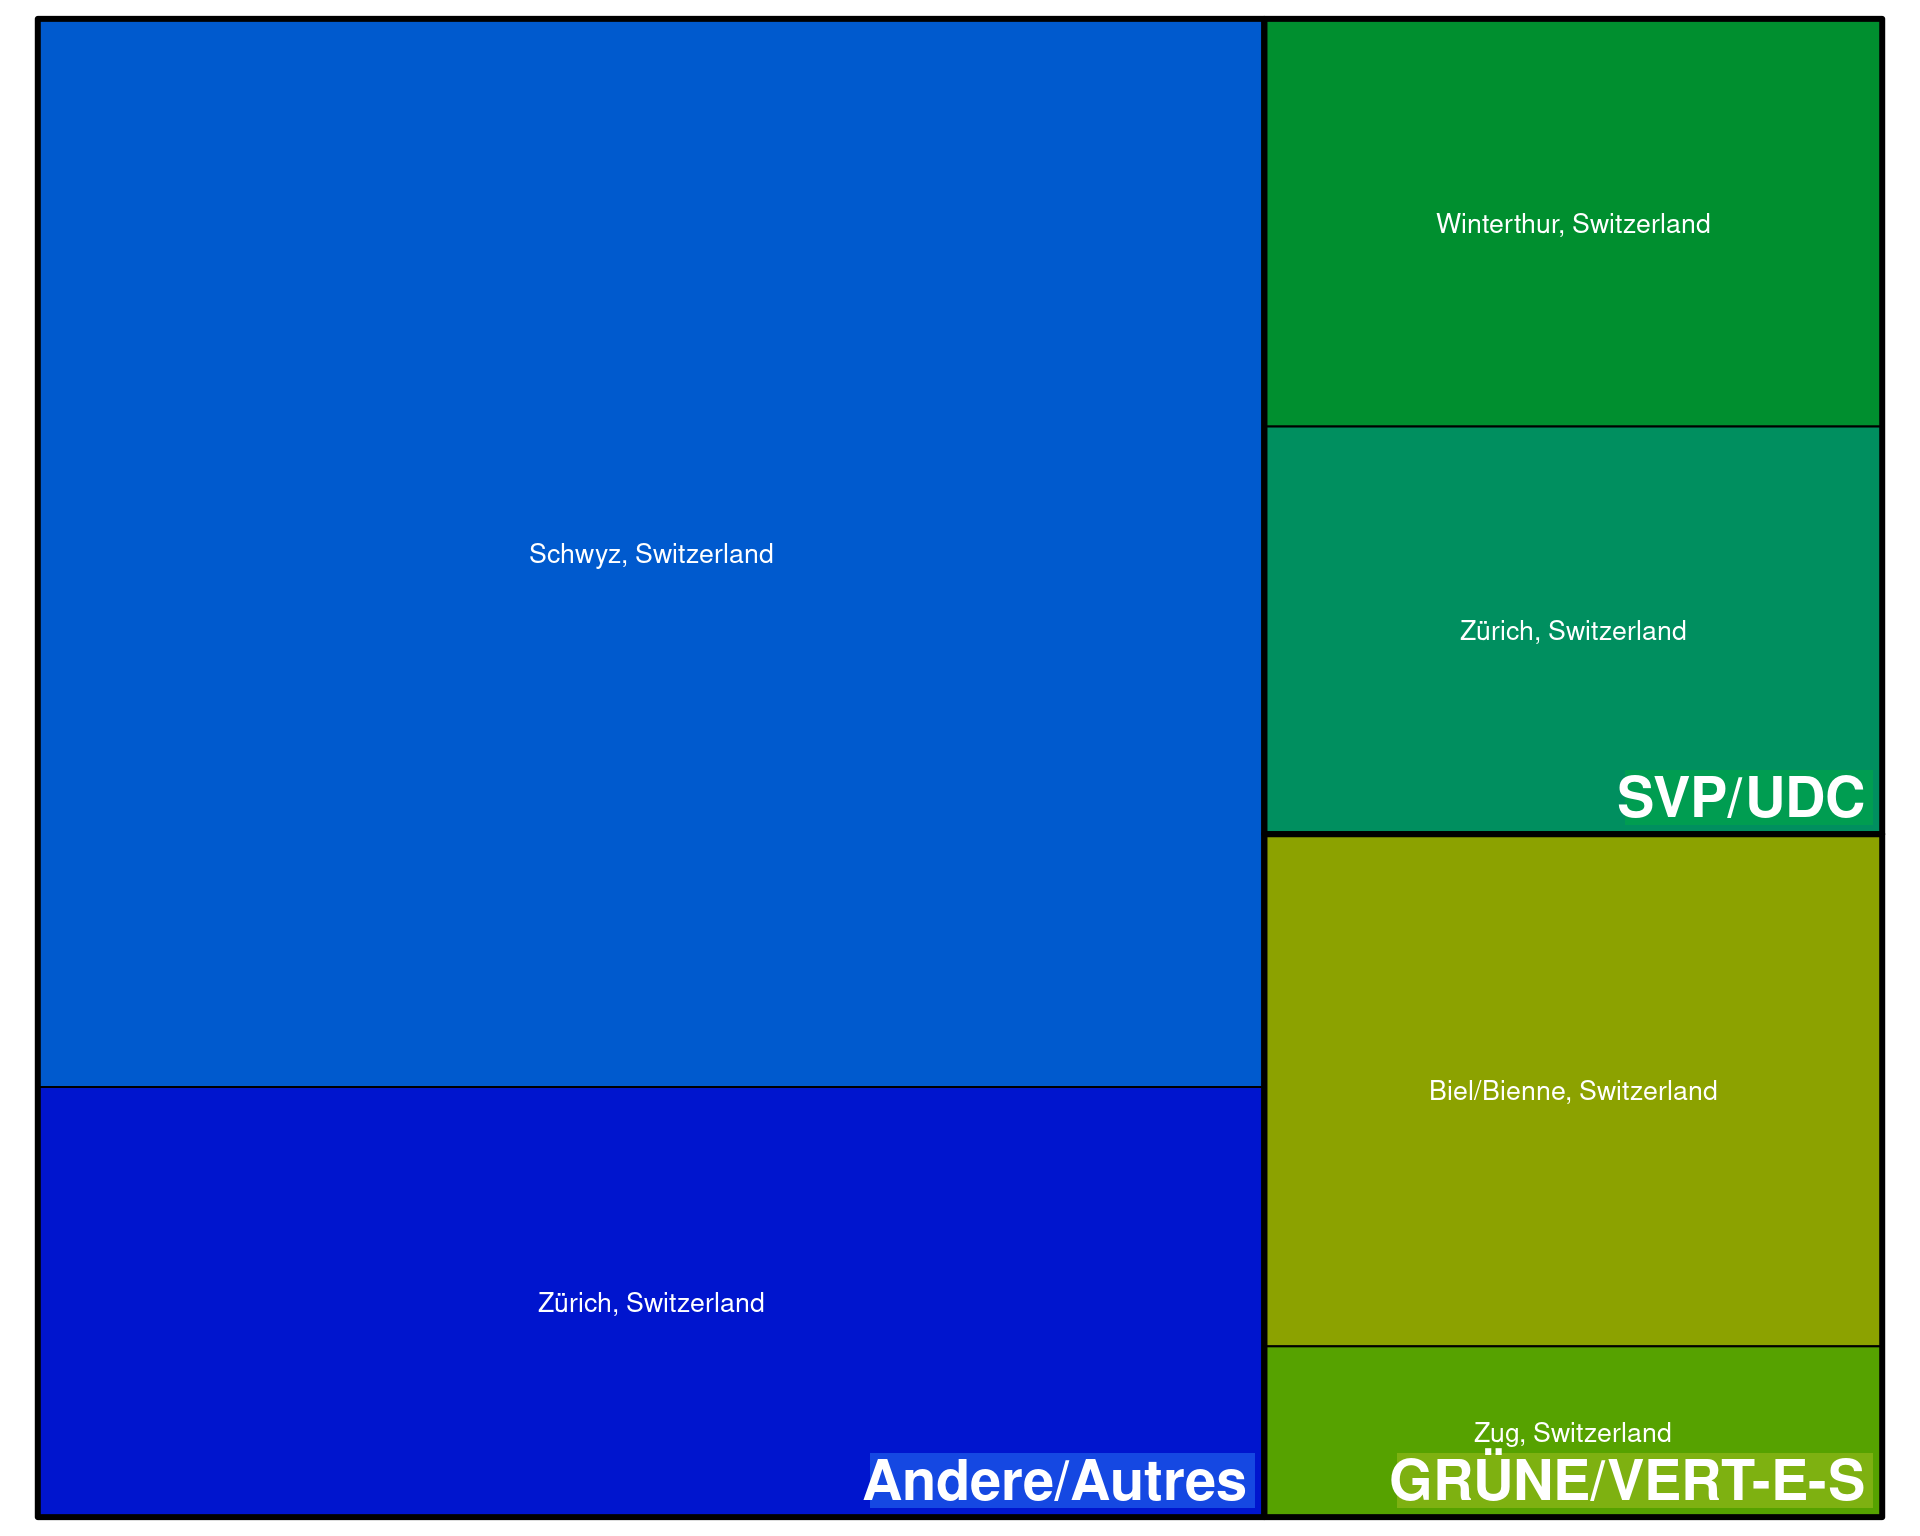 Schwyz, Switzerland
Zürich, Switzerland
Andere/Autres
Winterthur, Switzerland
Zürich, Switzerland
SVP/UDC
Biel/Bienne, Switzerland
Zug, Switzerland
GRÜNE/VERT-E-S